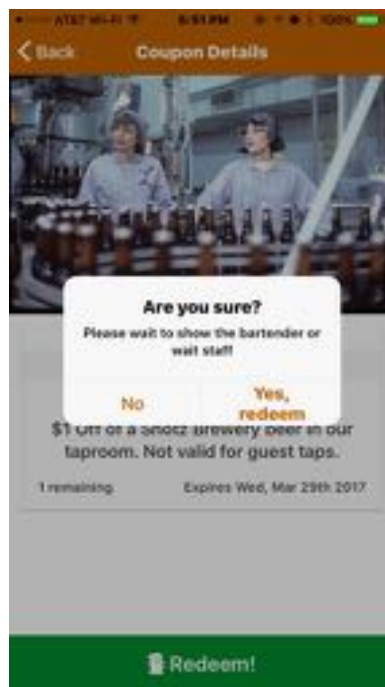 AT&T Wi-Fi 5:51 PM 100%
Back Coupon Details
Are you sure?
Please wait to show the bartender or
wait staff!
No Yes,
redeem
$1 Off of a Shotz Brewery beer in our
taproom. Not valid for guest taps.
1 remaining Expires Wed, Mar 29th 2017
Redeem!